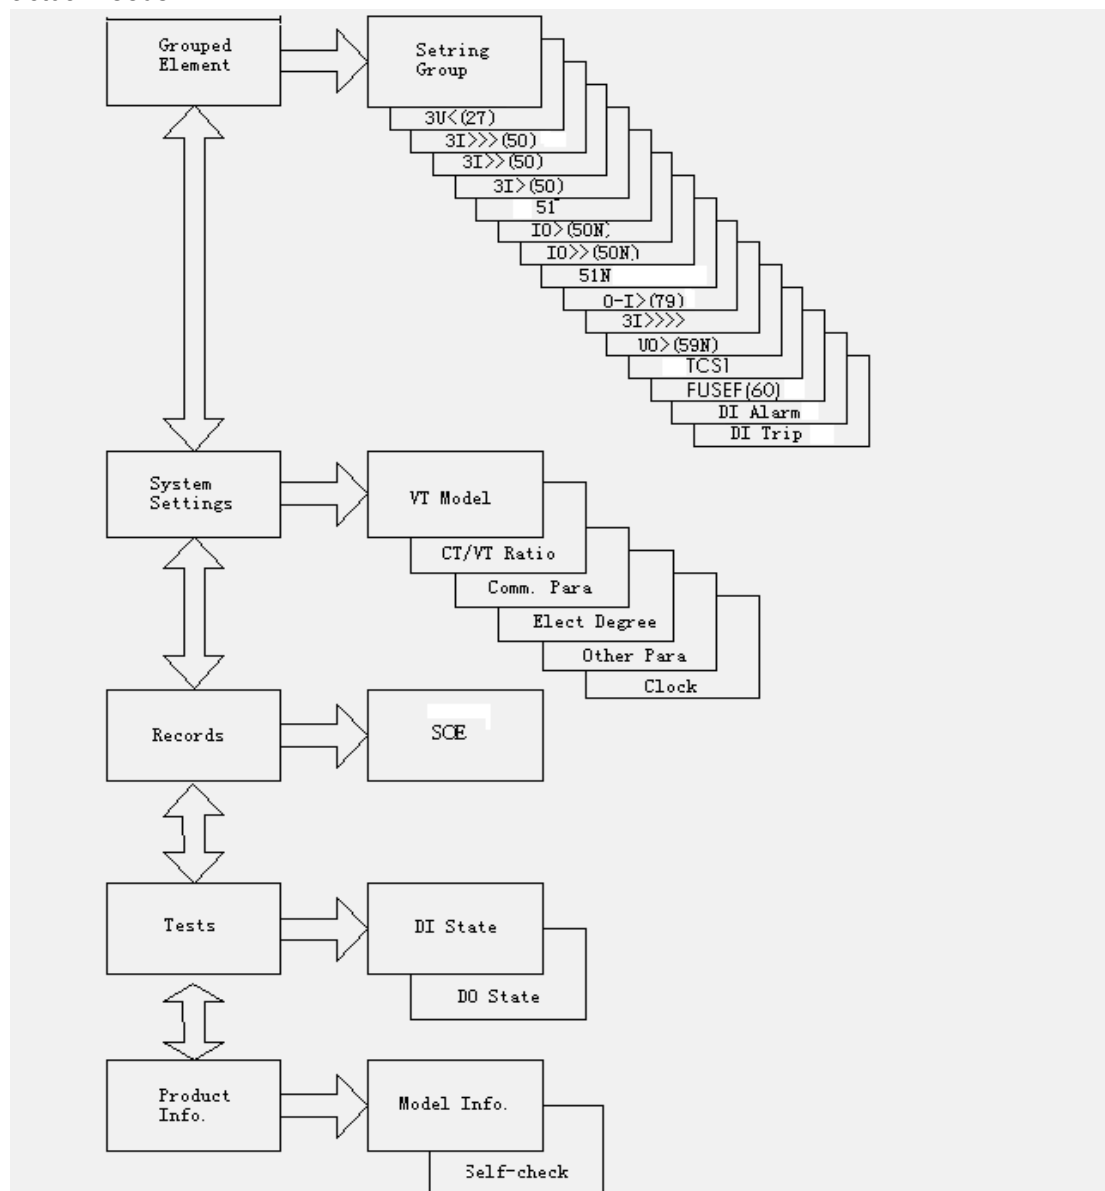 Grouped
Element
Setring
Group
3U<(27)
3I>>>(50)
3I>>(50)
3I>(50)
51
I0>(50N)
I0>>(50N)
51N
0-I>(79)
3I>>>>
U0>(59N)
TCS1
FUSEF(60)
DI Alarm
DI Trip
System
Settings
VT Model
CT/VT Ratio
Comm. Para
Elect Degree
Other Para
Clock
Records
SOE
Tests
DI State
DO State
Product
Info.
Model Info.
Self-check